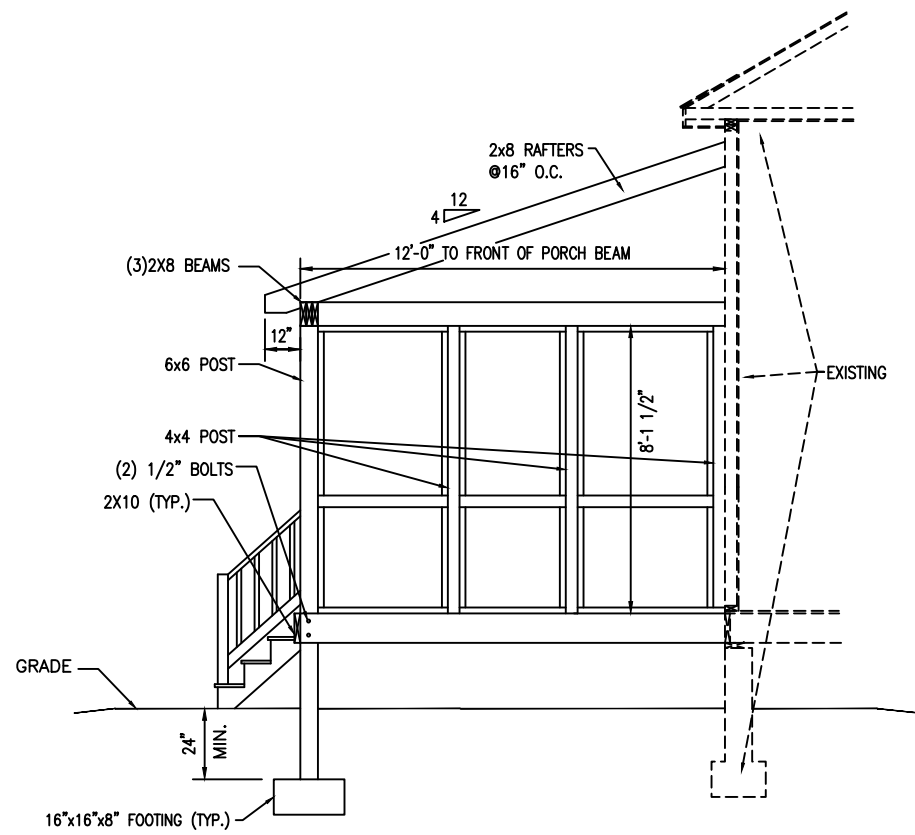 2x8 RAFTERS
@16" O.C.
12
4
12'-0" TO FRONT OF PORCH BEAM
(3)2X8 BEAMS
12"
6x6 POST
EXISTING
8'-1 1/2"
4x4 POST
(2) 1/2" BOLTS
2X10 (TYP.)
GRADE
24"
MIN.
16"x16"x8" FOOTING (TYP.)